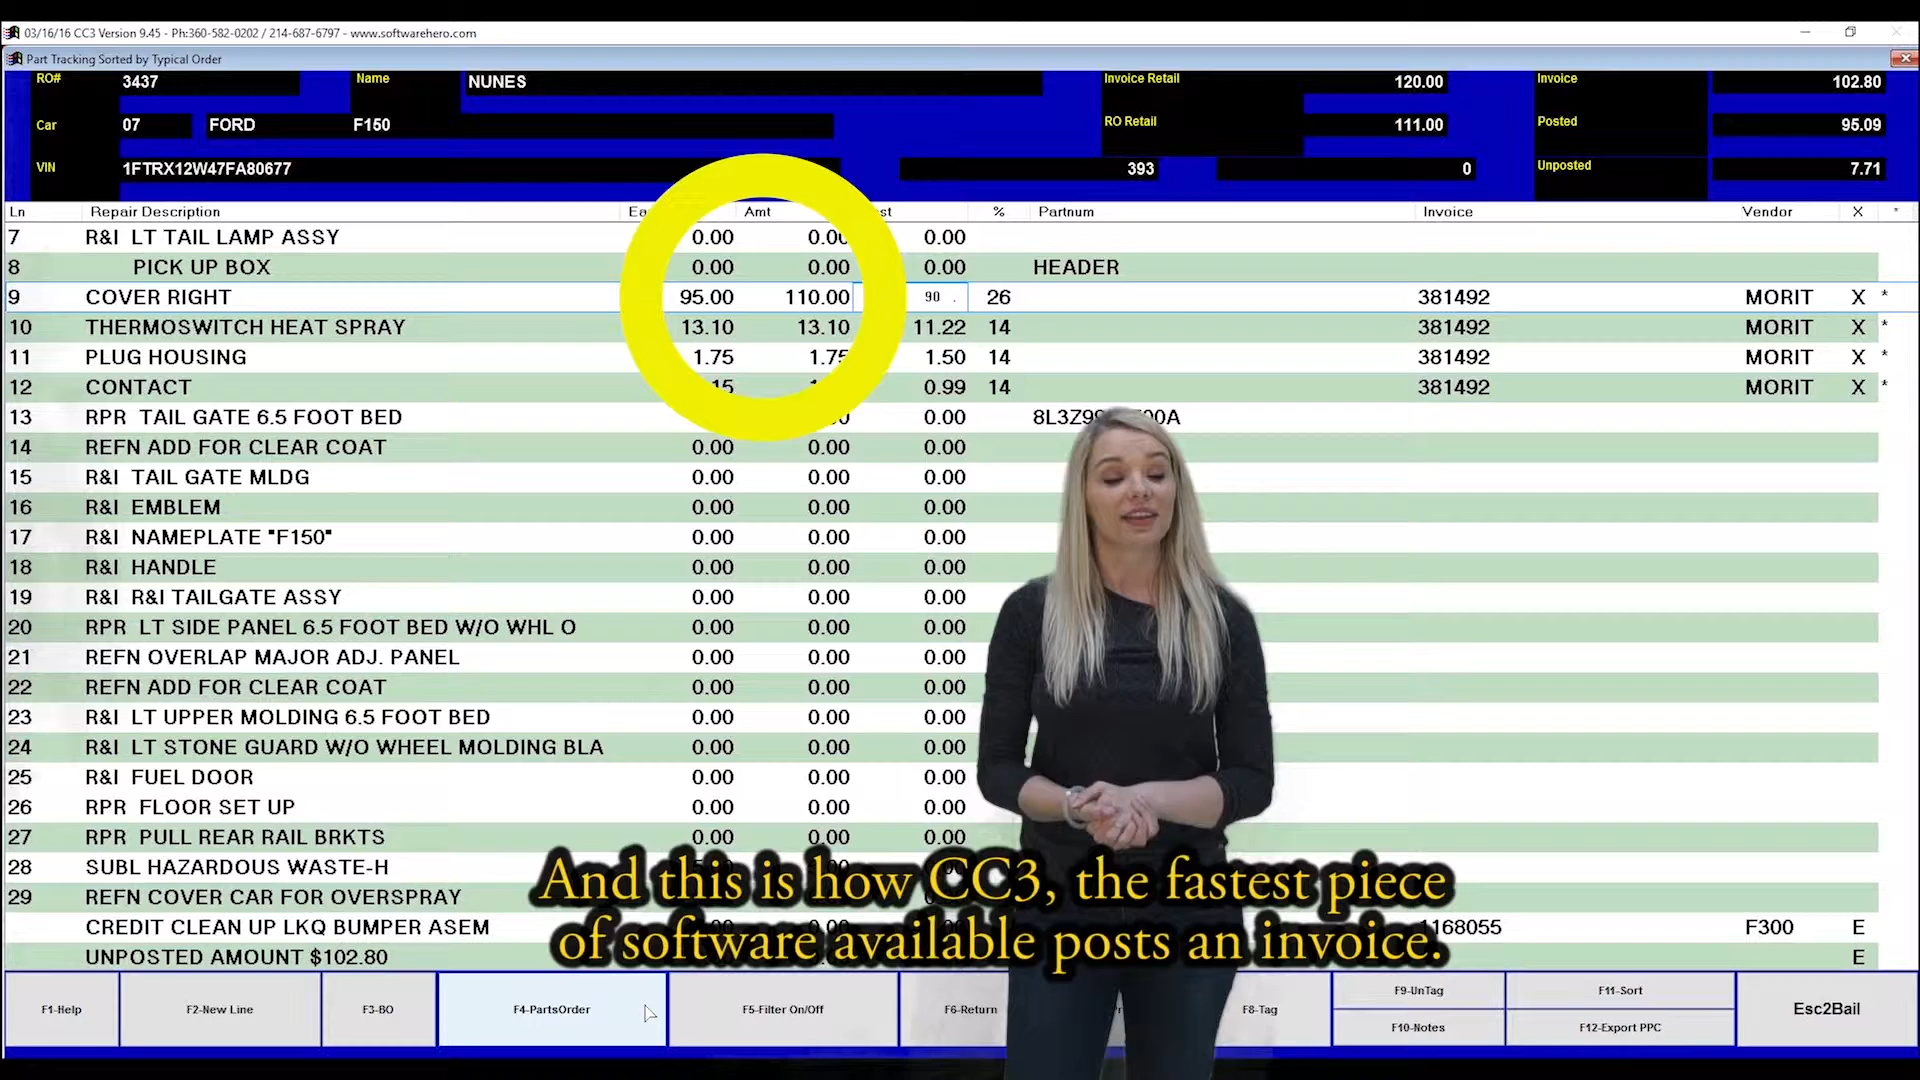 03/16/16 CC3 Version 9.45 - Ph:360-582-0202 / 214-687-6797 - www.softwarehero.com
Part Tracking Sorted by Typical Order
RO# 3437 Name NUNES Invoice Retail 120.00 Invoice 102.80
Car 07 FORD F150 RO Retail 111.00 Posted 95.09
VIN 1FTRX12W47FA80677 393 0 Unposted 7.71
Ln Repair Description Amt % Partnum Invoice Vendor X *
7 R&I LT TAIL LAMP ASSY 0.00 0.00 0.00
8 PICK UP BOX 0.00 0.00 0.00 HEADER
9 COVER RIGHT 95.00 110.00 90 . 26 381492 MORIT X *
10 THERMOSWITCH HEAT SPRAY 13.10 13.10 11.22 14 381492 MORIT X *
11 PLUG HOUSING 1.75 1.75 1.50 14 381492 MORIT X *
12 CONTACT 0.99 14 381492 MORIT X *
13 RPR TAIL GATE 6.5 FOOT BED 0.00
14 REFN ADD FOR CLEAR COAT 0.00 0.00 0.00
15 R&I TAIL GATE MLDG 0.00 0.00 0.00
16 R&I EMBLEM 0.00 0.00 0.00
17 R&I NAMEPLATE "F150" 0.00 0.00 0.00
18 R&I HANDLE 0.00 0.00 0.00
19 R&I R&I TAILGATE ASSY 0.00 0.00 0.00
20 RPR LT SIDE PANEL 6.5 FOOT BED W/O WHL O 0.00 0.00 0.00
21 REFN OVERLAP MAJOR ADJ. PANEL 0.00 0.00 0.00
22 REFN ADD FOR CLEAR COAT 0.00 0.00 0.00
23 R&I LT UPPER MOLDING 6.5 FOOT BED 0.00 0.00 0.00
24 R&I LT STONE GUARD W/O WHEEL MOLDING BLA 0.00 0.00 0.00
25 R&I FUEL DOOR 0.00 0.00 0.00
26 RPR FLOOR SET UP 0.00 0.00 0.00
27 RPR PULL REAR RAIL BRKTS 0.00 0.00 0.00
28 SUBL HAZARDOUS WASTE-H
29 REFN COVER CAR FOR OVERSPRAY
CREDIT CLEAN UP LKQ BUMPER ASEM 1168055 F300 E
UNPOSTED AMOUNT $102.80 E
And this is how CC3, the fastest piece
of software available posts an invoice.
F1-Help F2-New Line F3-BO F4-PartsOrder F5-Filter On/Off F6-Return F8-Tag F9-UnTag F11-Sort Esc2Bail
F10-Notes F12-Export PPC